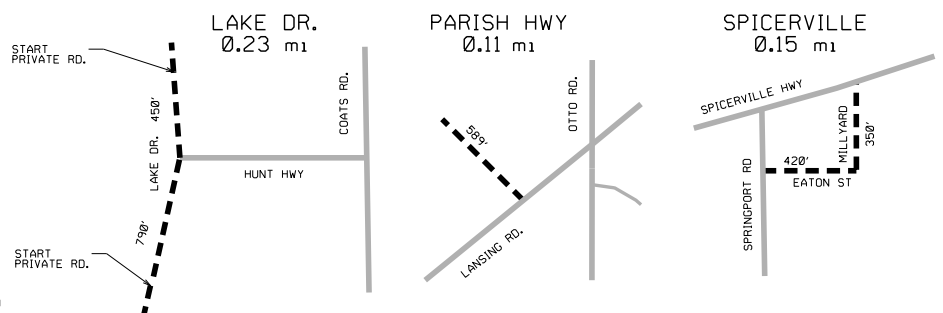 LAKE DR.
0.23 mi
START
PRIVATE RD.
450'
LAKE DR.
790'
START
PRIVATE RD.
HUNT HWY
COATS RD.
PARISH HWY
0.11 mi
589'
OTTO RD.
LANSING RD.
SPICERVILLE
0.15 mi
SPICERVILLE HWY
MILLYARD
350'
420'
EATON ST
SPRINGPORT RD